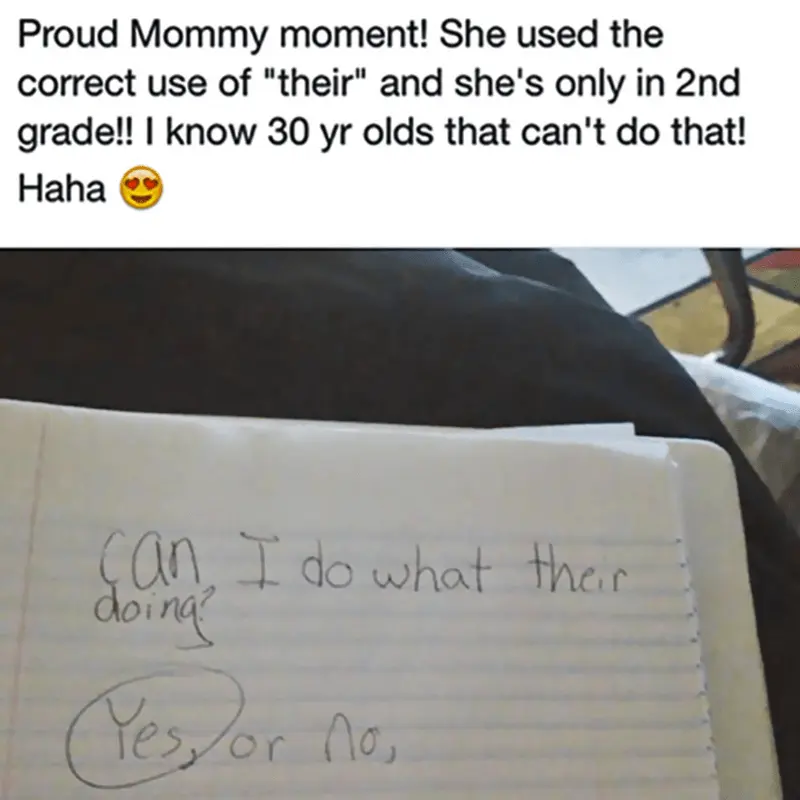 Proud Mommy moment! She used the
correct use of "their" and she's only in 2nd
grade!! I know 30 yr olds that can't do that!
Haha 😍
Can I do what their
doing?
Yes, or no,